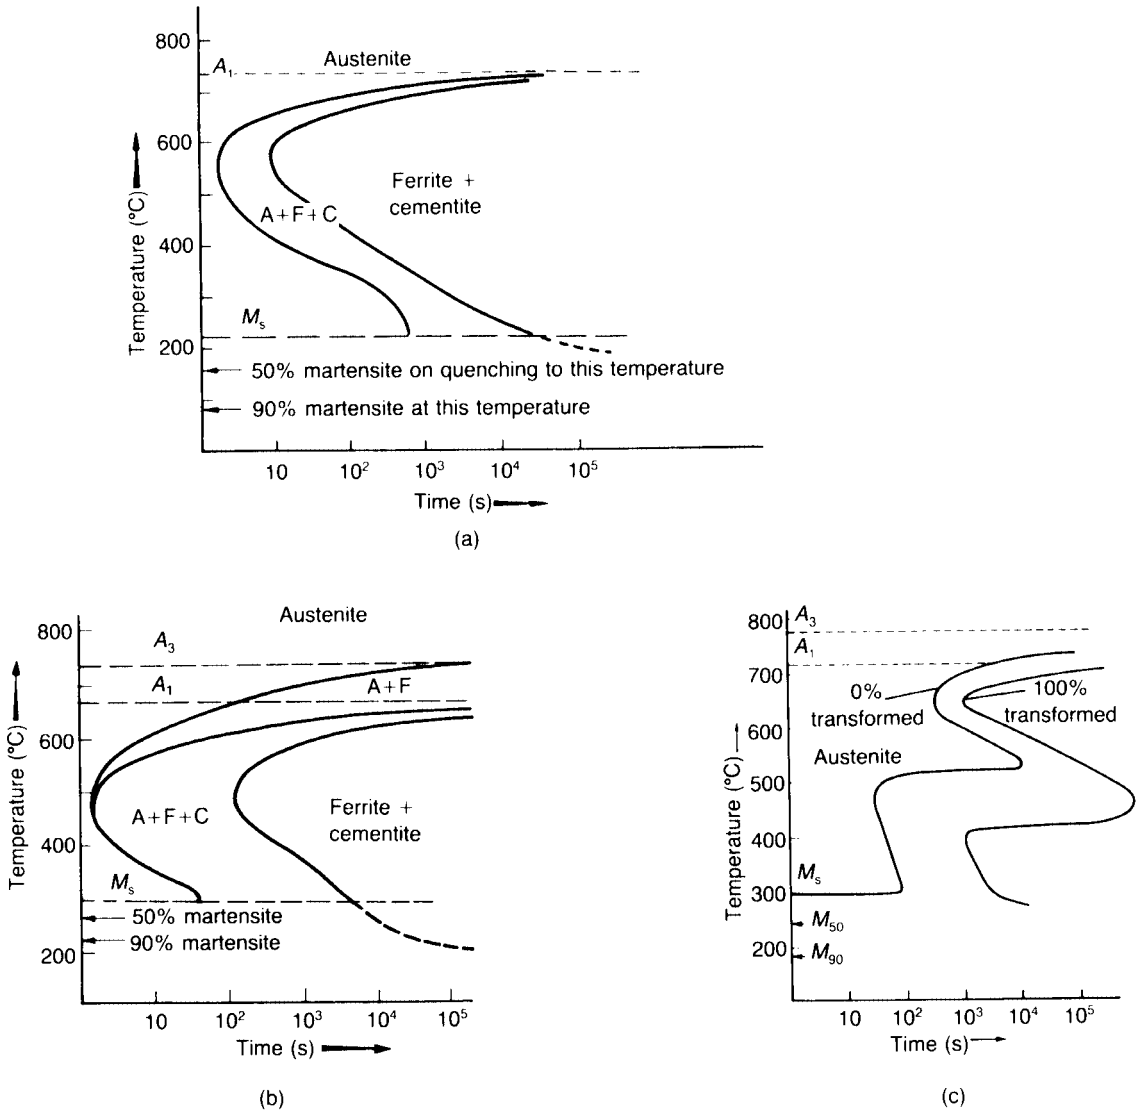 800
A₁
Austenite
600
Ferrite +
cementite
A+F+C
400
Mₛ
200
50% martensite on quenching to this temperature
90% martensite at this temperature
Temperature (°C)
10 10² 10³ 10⁴ 10⁵
Time (s)
(a)
Austenite
800
A₃
A₁
A+F
600
A+F+C
Ferrite +
cementite
400
Mₛ
50% martensite
90% martensite
200
Temperature (°C)
10 10² 10³ 10⁴ 10⁵
Time (s)
(b)
800
A₃
A₁
700
0%
transformed
100%
transformed
600
Austenite
500
400
Mₛ
300
M₅₀
200
M₉₀
Temperature (°C)
10 10² 10³ 10⁴ 10⁵
Time (s)
(c)